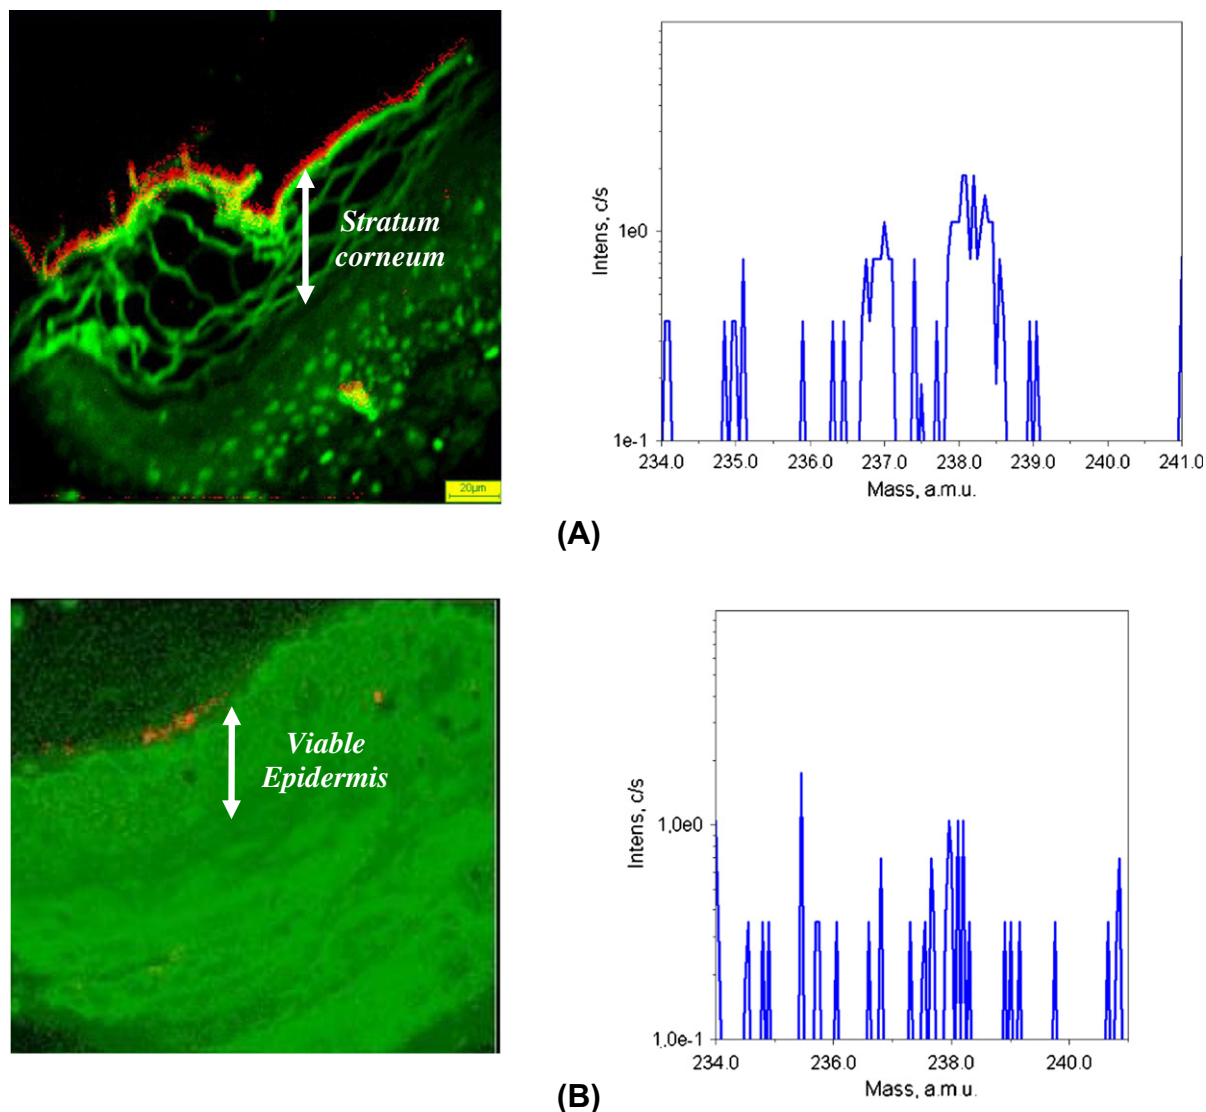 Stratum
corneum
20µm
Intens, c/s
1e0
1e-1
234.0 235.0 236.0 237.0 238.0 239.0 240.0 241.0
Mass, a.m.u.
(A)
Viable
Epidermis
Intens, c/s
1.0e0
1.0e-1
234.0 236.0 238.0 240.0
Mass, a.m.u.
(B)